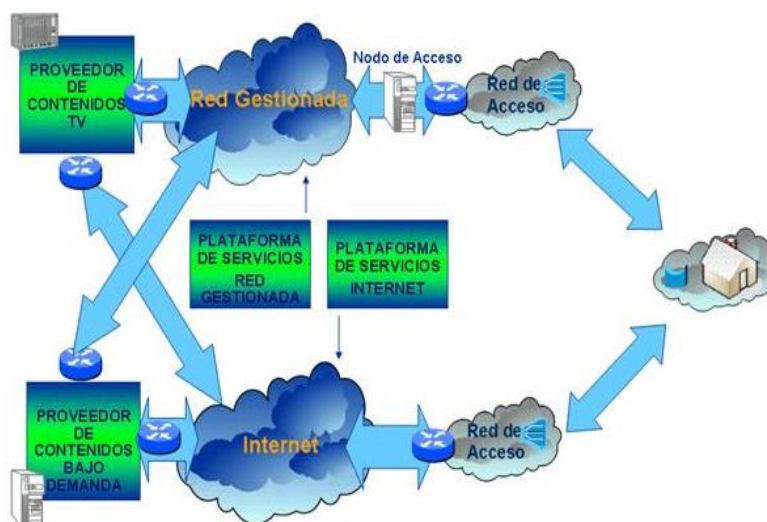 PROVEEDOR
DE
CONTENIDOS
TV
Red Gestionada
Nodo de Acceso
Red de
Acceso
PLATAFORMA
DE SERVICIOS
RED
GESTIONADA
PLATAFORMA
DE SERVICIOS
INTERNET
PROVEEDOR
DE
CONTENIDOS
BAJO
DEMANDA
Internet
Red de
Acceso